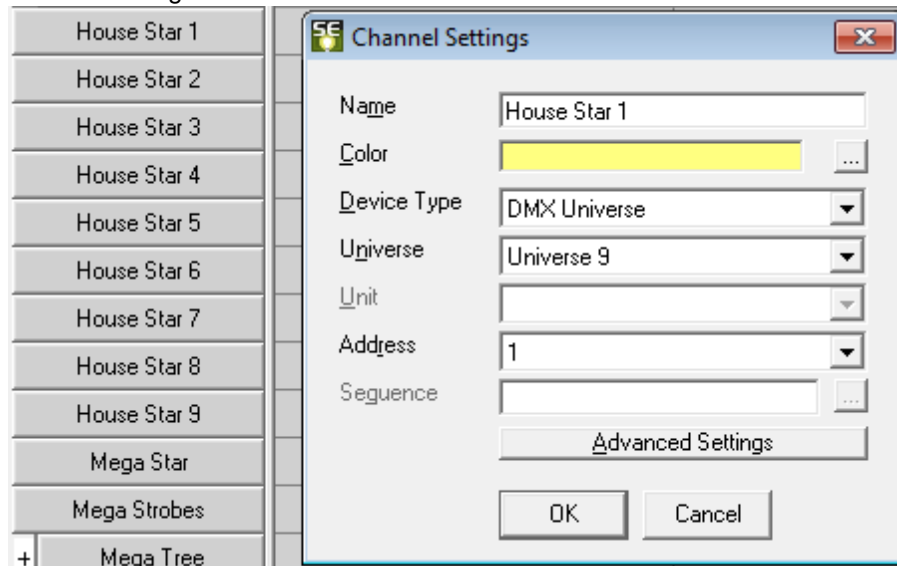 House Star 1
House Star 2
House Star 3
House Star 4
House Star 5
House Star 6
House Star 7
House Star 8
House Star 9
Mega Star
Mega Strobes
+ Mega Tree
SE Channel Settings
Name House Star 1
Color ...
Device Type DMX Universe
Universe Universe 9
Unit
Address 1
Sequence ...
Advanced Settings
OK Cancel